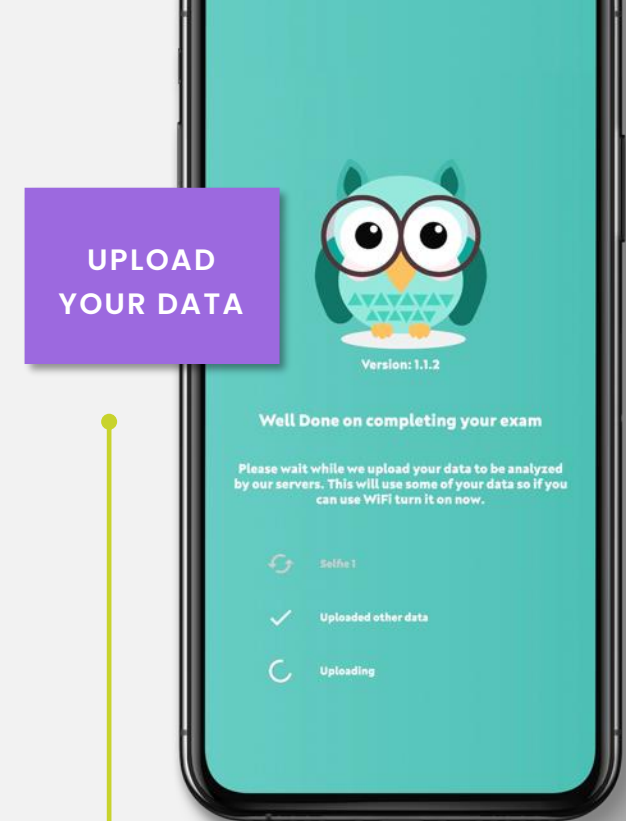 UPLOAD
YOUR DATA
Version: 1.1.2
Well Done on completing your exam
Please wait while we upload your data to be analyzed
by our servers. This will use some of your data so if you
can use WiFi turn it on now.
Selfie 1
Uploaded other data
Uploading